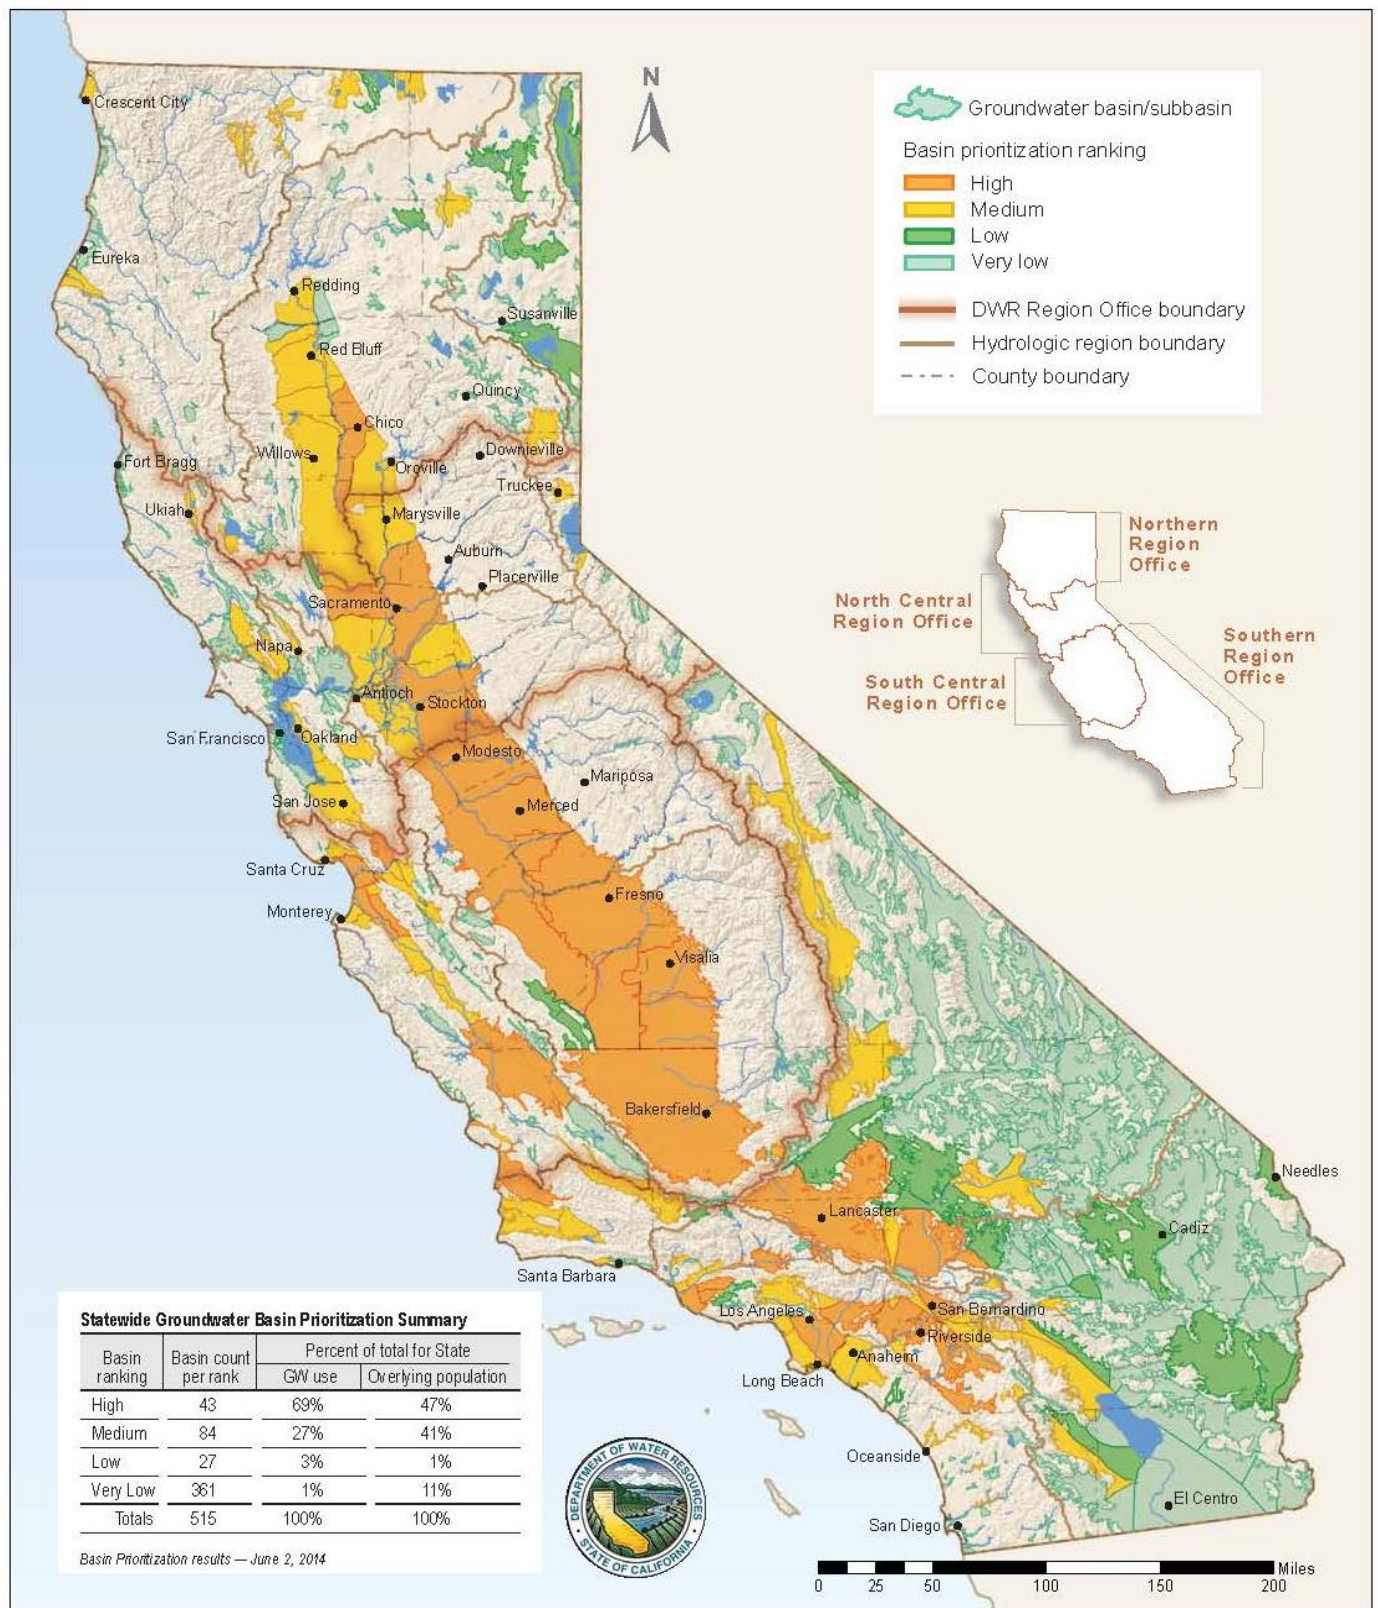 N
Groundwater basin/subbasin
Basin prioritization ranking
High
Medium
Low
Very low
DWR Region Office boundary
Hydrologic region boundary
County boundary
Crescent City
Eureka
Redding
Susanville
Red Bluff
Quincy
Chico
Willows
Oroville
Downieville
Fort Bragg
Truckee
Ukiah
Marysville
Auburn
Placerville
Sacramento
Napa
Antioch
Stockton
San Francisco
Oakland
Modesto
Mariposa
San Jose
Merced
Santa Cruz
Fresno
Monterey
Visalia
Bakersfield
Needles
Lancaster
Cadiz
Santa Barbara
Los Angeles
San Bernardino
Riverside
Anaheim
Long Beach
Oceanside
El Centro
San Diego
Northern
Region
Office
North Central
Region Office
Southern
Region
Office
South Central
Region Office
Statewide Groundwater Basin Prioritization Summary
Basin ranking Basin count per rank Percent of total for State
GW use Overlying population
High 43 69% 47%
Medium 84 27% 41%
Low 27 3% 1%
Very Low 361 1% 11%
Totals 515 100% 100%
Basin Prioritization results — June 2, 2014
DEPARTMENT OF WATER RESOURCES
STATE OF CALIFORNIA
Miles
0 25 50 100 150 200